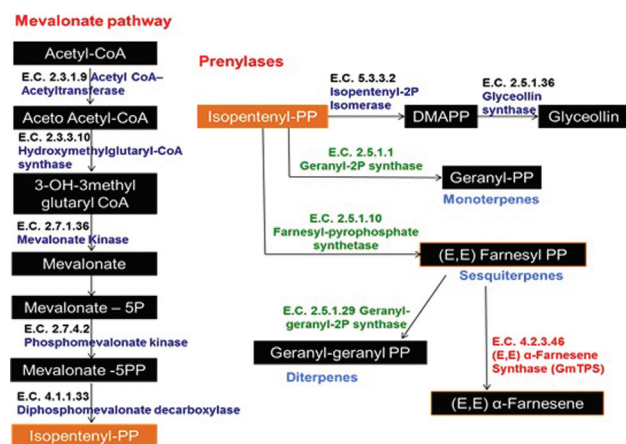 Mevalonate pathway
Acetyl-CoA
E.C. 2.3.1.9 Acetyl CoA–
Acetyltransferase
Aceto Acetyl-CoA
E.C. 2.3.3.10
Hydroxymethylglutaryl-CoA
synthase
3-OH-3methyl
glutaryl CoA
E.C. 2.7.1.36
Mevalonate Kinase
Mevalonate
Mevalonate – 5P
E.C. 2.7.4.2
Phosphomevalonate kinase
Mevalonate -5PP
E.C. 4.1.1.33
Diphosphomevalonate decarboxylase
Isopentenyl-PP
Prenylases
Isopentenyl-PP
E.C. 5.3.3.2
Isopentenyl-2P
Isomerase
DMAPP
E.C. 2.5.1.36
Glyceollin
synthase
Glyceollin
E.C. 2.5.1.1
Geranyl-2P synthase
Geranyl-PP
Monoterpenes
E.C. 2.5.1.10
Farnesyl-pyrophosphate
synthetase
(E,E) Farnesyl PP
Sesquiterpenes
E.C. 2.5.1.29 Geranyl-
geranyl-2P synthase
Geranyl-geranyl PP
Diterpenes
E.C. 4.2.3.46
(E,E) α-Farnesene
Synthase (GmTPS)
(E,E) α-Farnesene